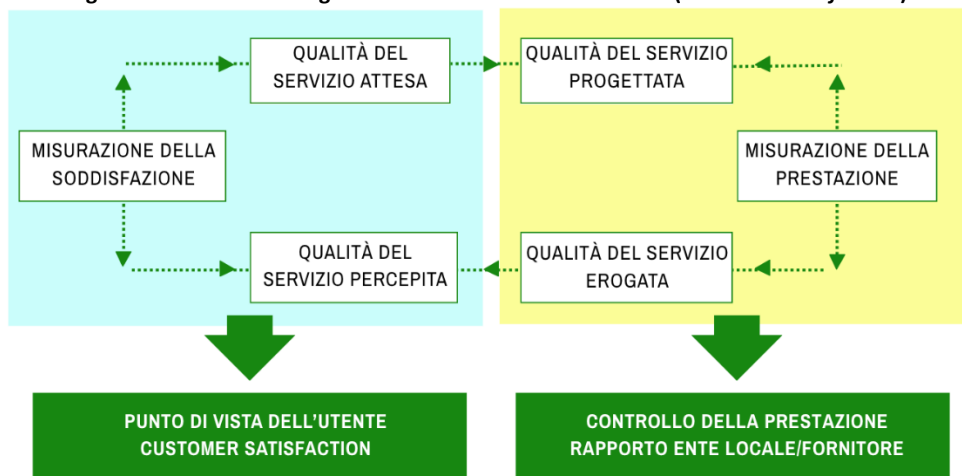 QUALITÀ DEL
SERVIZIO ATTESA
QUALITÀ DEL SERVIZIO
PROGETTATA
MISURAZIONE DELLA
SODDISFAZIONE
MISURAZIONE DELLA
PRESTAZIONE
QUALITÀ DEL
SERVIZIO PERCEPITA
QUALITÀ DEL SERVIZIO
EROGATA
PUNTO DI VISTA DELL'UTENTE
CUSTOMER SATISFACTION
CONTROLLO DELLA PRESTAZIONE
RAPPORTO ENTE LOCALE/FORNITORE